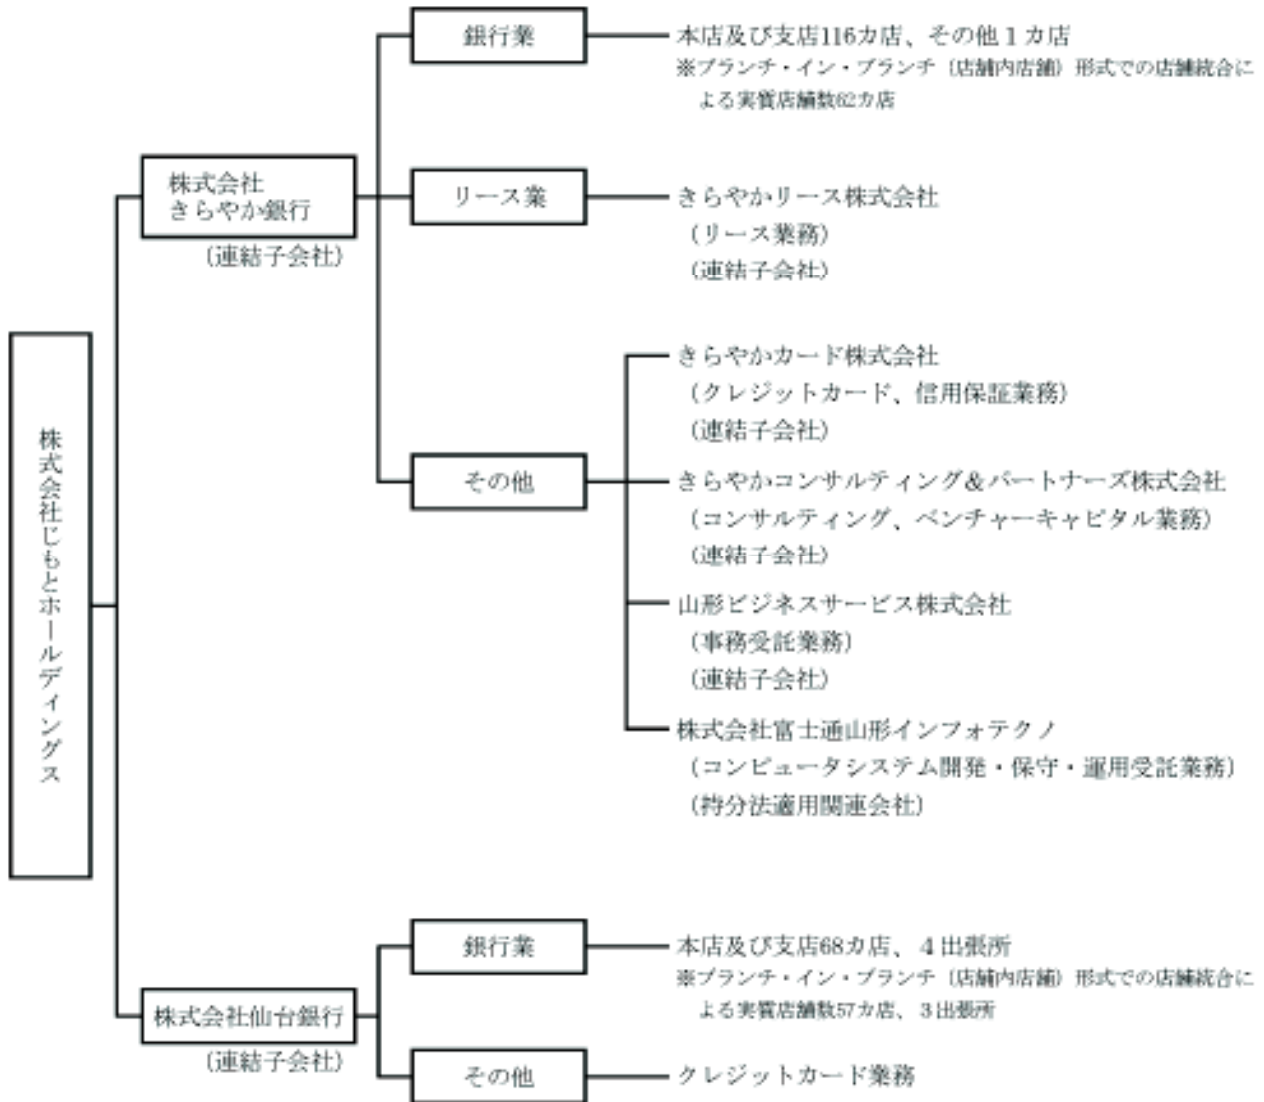 株式会社じもとホールディングス
株式会社
きらやか銀行
(連結子会社)
銀行業
本店及び支店116カ店、その他１カ店
※ブランチ・イン・ブランチ（店舗内店舗）形式での店舗統合に
よる実質店舗数62カ店
リース業
きらやかリース株式会社
(リース業務)
(連結子会社)
その他
きらやかカード株式会社
(クレジットカード、信用保証業務)
(連結子会社)
きらやかコンサルティング＆パートナーズ株式会社
(コンサルティング、ベンチャーキャピタル業務)
(連結子会社)
山形ビジネスサービス株式会社
(事務受託業務)
(連結子会社)
株式会社富士通山形インフォテクノ
(コンピュータシステム開発・保守・運用受託業務)
(持分法適用関連会社)
株式会社仙台銀行
(連結子会社)
銀行業
本店及び支店68カ店、４出張所
※ブランチ・イン・ブランチ（店舗内店舗）形式での店舗統合に
よる実質店舗数57カ店、３出張所
その他
クレジットカード業務